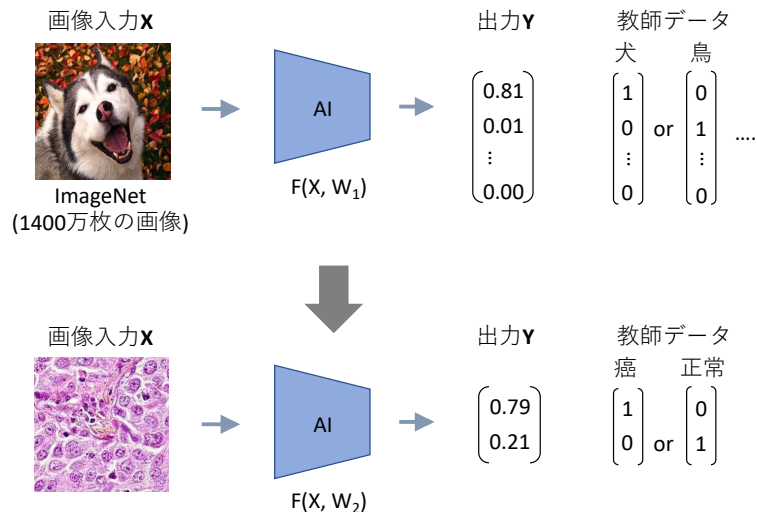 画像入力X
出力Y
教師データ
犬
鳥
AI
0.81
0.01
⋮
0.00
1
0
⋮
0
or
0
1
⋮
0
....
F(X, W₁)
ImageNet
(1400万枚の画像)
画像入力X
出力Y
教師データ
癌
正常
AI
0.79
0.21
1
0
or
0
1
F(X, W₂)